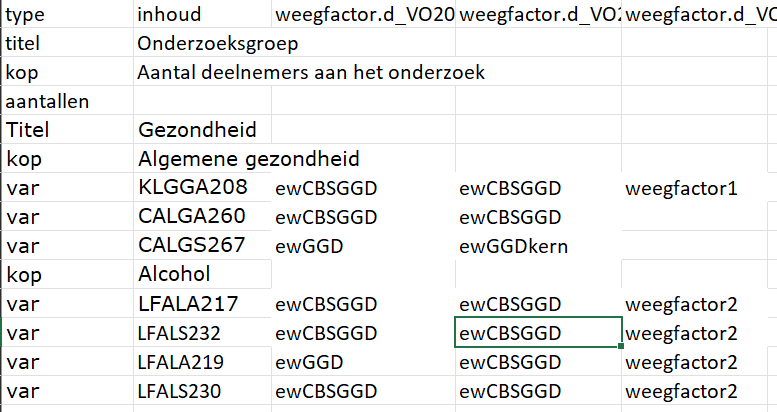 type inhoud weegfactor.d_VO20 weegfactor.d_VO2 weegfactor.d_VO
titel Onderzoeksgroep
kop Aantal deelnemers aan het onderzoek
aantallen
Titel Gezondheid
kop Algemene gezondheid
var KLGGA208 ewCBSGGD ewCBSGGD weegfactor1
var CALGA260 ewCBSGGD ewCBSGGD
var CALGS267 ewGGD ewGGDkern
kop Alcohol
var LFALA217 ewCBSGGD ewCBSGGD weegfactor2
var LFALS232 ewCBSGGD ewCBSGGD weegfactor2
var LFALA219 ewGGD ewCBSGGD weegfactor2
var LFALS230 ewCBSGGD ewCBSGGD weegfactor2